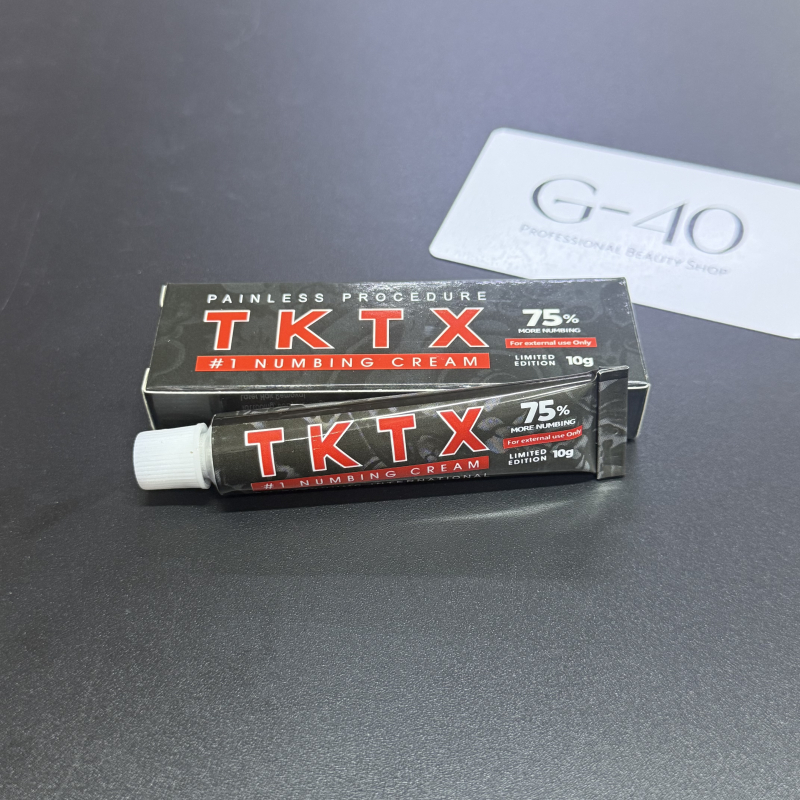 G-40
PROFESSIONAL BEAUTY SHOP
PAINLESS PROCEDURE
TKTX
#1 NUMBING CREAM
75%
MORE NUMBING
For external use Only
LIMITED
EDITION 10g
TKTX
#1 NUMBING CREAM
INTERNATIONAL
75%
MORE NUMBING
For external use Only
LIMITED
EDITION 10g